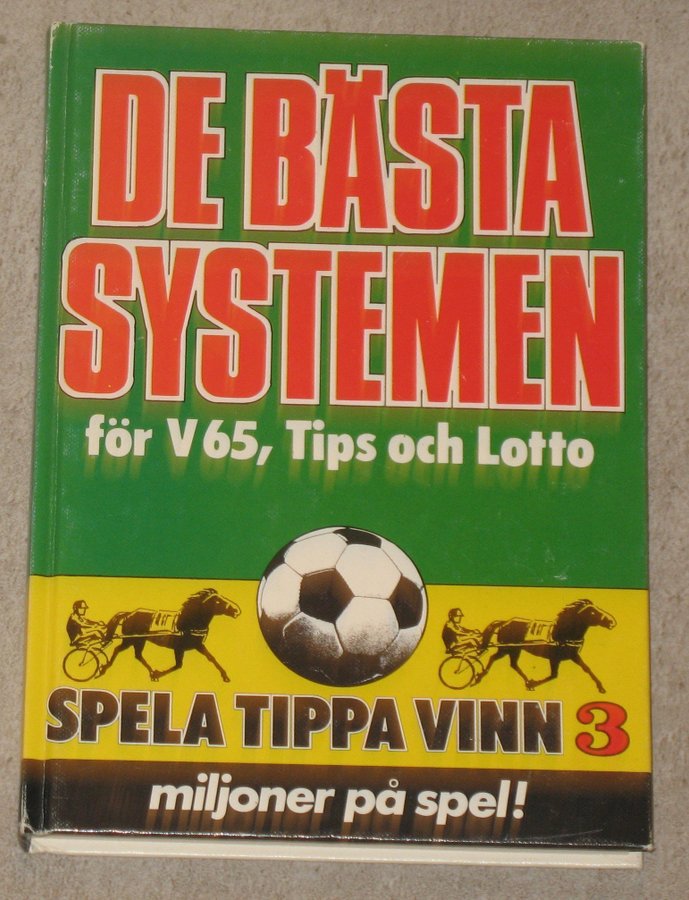 DE BÄSTA
SYSTEMEN
för V65, Tips och Lotto
SPELA TIPPA VINN 3
miljoner på spel!